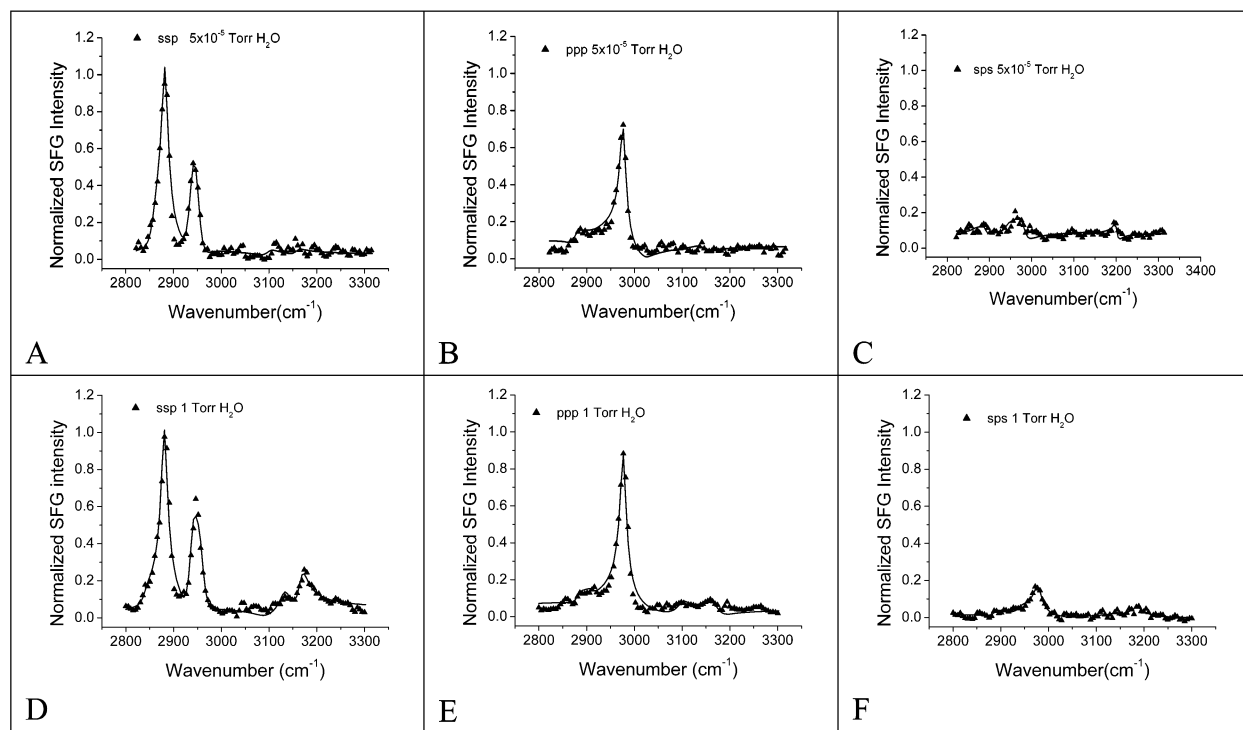 1.2
1.0
0.8
0.6
0.4
0.2
0.0
Normalized SFG Intensity
ssp 5x10⁻⁵ Torr H₂O
2800 2900 3000 3100 3200 3300
Wavenumber(cm⁻¹)
A
1.2
1.0
0.8
0.6
0.4
0.2
0.0
Normalized SFG Intensity
ppp 5x10⁻⁵ Torr H₂O
2800 2900 3000 3100 3200 3300
Wavenumber(cm⁻¹)
B
1.2
1.0
0.8
0.6
0.4
0.2
0.0
Normalized SFG Intensity
sps 5x10⁻⁵ Torr H₂O
2800 2900 3000 3100 3200 3300 3400
Wavenumber(cm⁻¹)
C
1.2
1.0
0.8
0.6
0.4
0.2
0.0
Normalized SFG intensity
ssp 1 Torr H₂O
2800 2900 3000 3100 3200 3300
Wavenumber (cm⁻¹)
D
1.2
1.0
0.8
0.6
0.4
0.2
0.0
Normalized SFG Intensity
ppp 1 Torr H₂O
2800 2900 3000 3100 3200 3300
Wavenumber (cm⁻¹)
E
1.2
1.0
0.8
0.6
0.4
0.2
0.0
Normalized SFG Intensity
sps 1 Torr H₂O
2800 2900 3000 3100 3200 3300
Wavenumber (cm⁻¹)
F